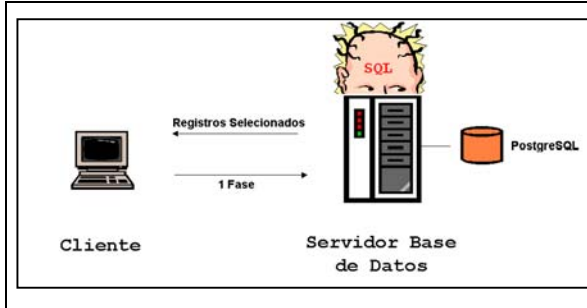 SQL
Registros Selecionados
PostgreSQL
1 Fase
Cliente
Servidor Base
de Datos